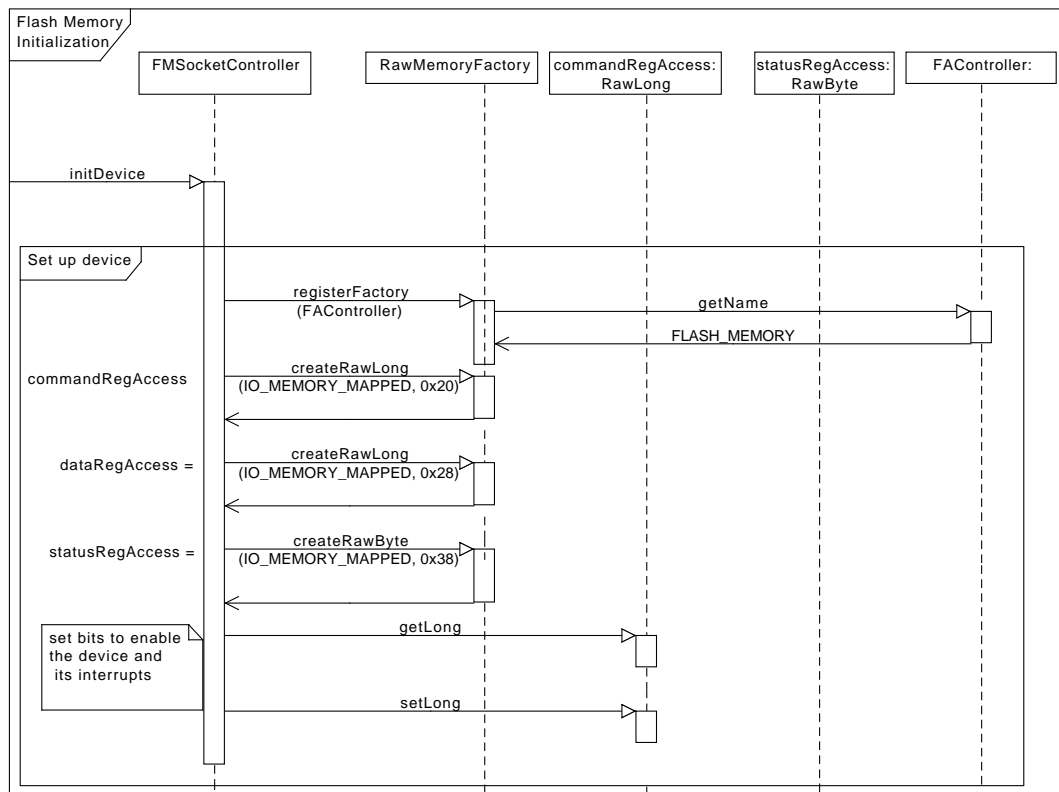 Flash Memory
Initialization
FMSocketController
RawMemoryFactory
commandRegAccess:
RawLong
statusRegAccess:
RawByte
FAController:
initDevice
Set up device
registerFactory
(FAController)
getName
FLASH_MEMORY
commandRegAccess
createRawLong
(IO_MEMORY_MAPPED, 0x20)
dataRegAccess =
createRawLong
(IO_MEMORY_MAPPED, 0x28)
statusRegAccess =
createRawByte
(IO_MEMORY_MAPPED, 0x38)
set bits to enable
the device and
its interrupts
getLong
setLong